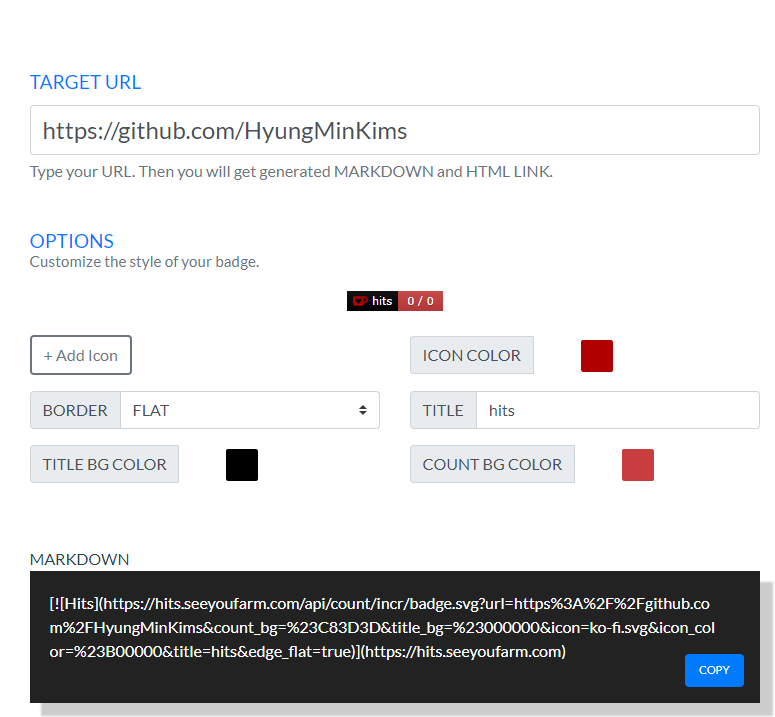 TARGET URL
https://github.com/HyungMinKims
Type your URL. Then you will get generated MARKDOWN and HTML LINK.
OPTIONS
Customize the style of your badge.
hits 0 / 0
+ Add Icon
ICON COLOR
BORDER FLAT
TITLE hits
TITLE BG COLOR
COUNT BG COLOR
MARKDOWN
[![Hits](https://hits.seeyoufarm.com/api/count/incr/badge.svg?url=https%3A%2F%2Fgithub.co
m%2FHyungMinKims&count_bg=%23C83D3D&title_bg=%23000000&icon=ko-fi.svg&icon_col
or=%23B00000&title=hits&edge_flat=true)](https://hits.seeyoufarm.com)
COPY